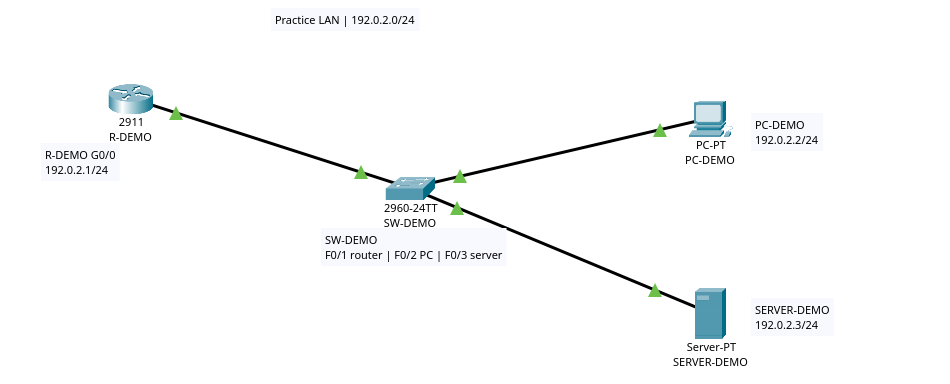 Practice LAN | 192.0.2.0/24
2911
R-DEMO
R-DEMO G0/0
192.0.2.1/24
PC-PT
PC-DEMO
PC-DEMO
192.0.2.2/24
2960-24TT
SW-DEMO
SW-DEMO
F0/1 router | F0/2 PC | F0/3 server
SERVER-DEMO
192.0.2.3/24
Server-PT
SERVER-DEMO